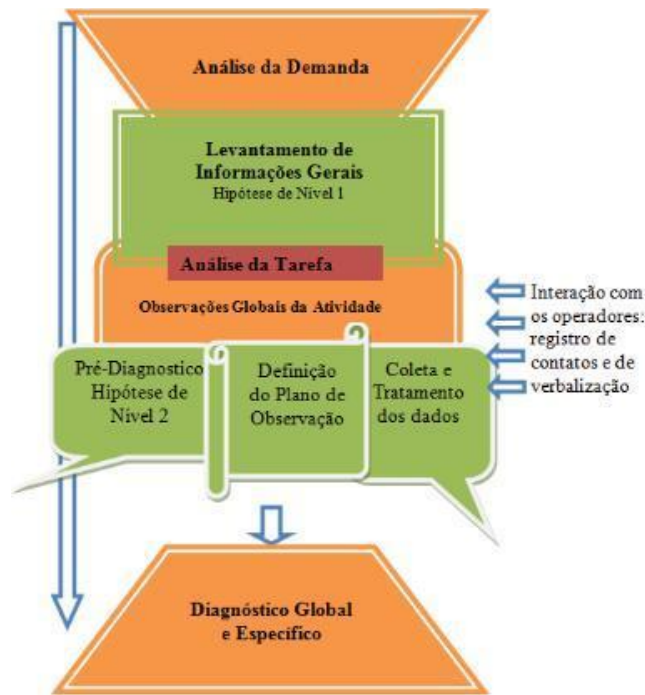 Análise da Demanda
Levantamento de
Informações Gerais
Hipótese de Nível 1
Análise da Tarefa
Observações Globais da Atividade
Interação com
os operadores:
registro de
contatos e de
verbalização
Pré-Diagnostico
Hipótese de
Nível 2
Definição
do Plano de
Observação
Coleta e
Tratamento
dos dados
Diagnóstico Global
e Específico